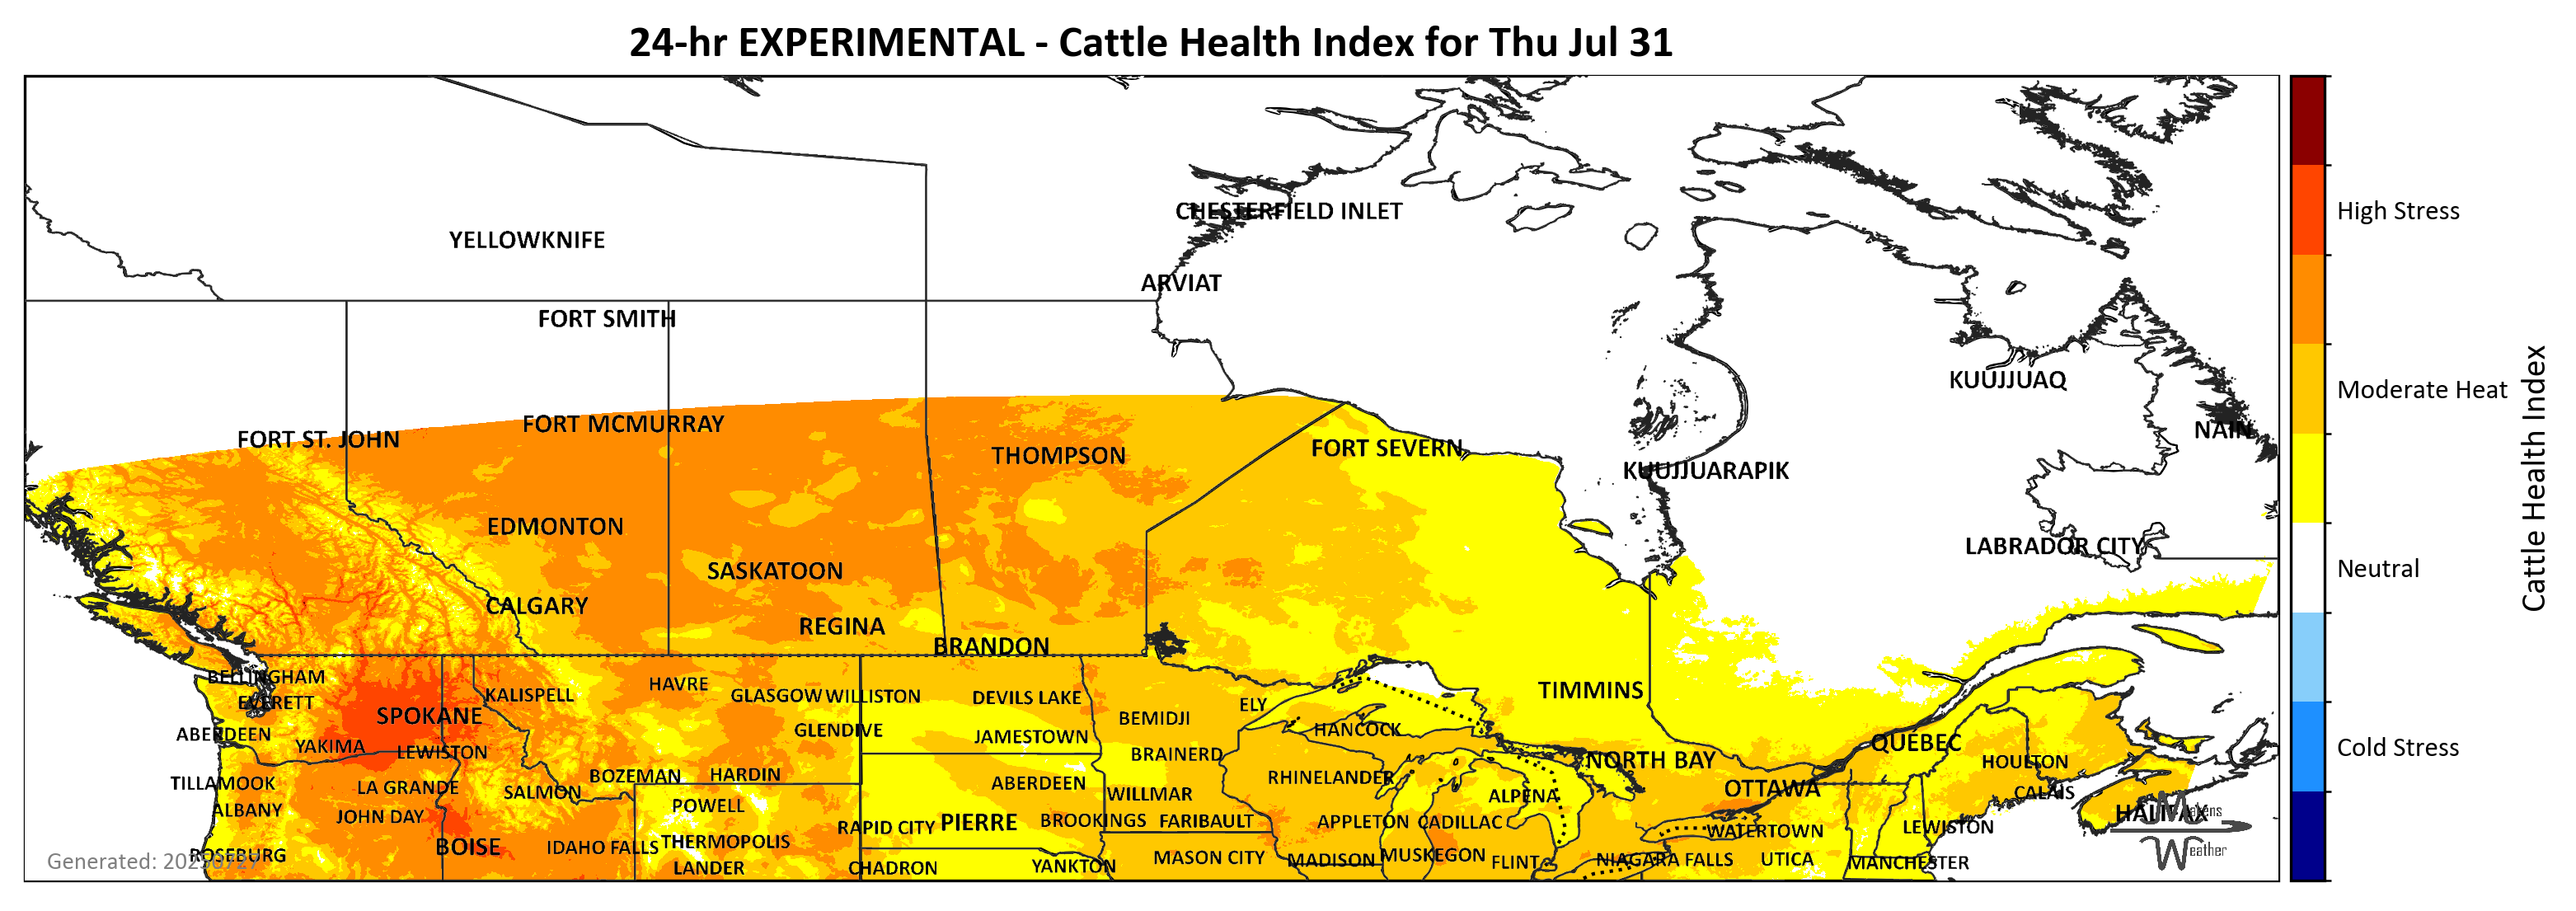 24-hr EXPERIMENTAL - Cattle Health Index for Thu Jul 31
CHESTERFIELD INLET
YELLOWKNIFE
ARVIAT
FORT SMITH
KUUJJUAQ
FORT MCMURRAY
NAIN
FORT ST. JOHN
FORT SEVERN
THOMPSON
KUUJJUARAPIK
EDMONTON
LABRADOR CITY
SASKATOON
CALGARY
REGINA
BRANDON
BELLINGHAM
HAVRE
KALISPELL
GLASGOW WILLISTON
DEVILS LAKE
TIMMINS
EVERETT
ELY
SPOKANE
BEMIDJI
HANCOCK
GLENDIVE
ABERDEEN
JAMESTOWN
QUEBEC
YAKIMA
LEWISTON
BRAINERD
NORTH BAY
HOULTON
BOZEMAN
HARDIN
RHINELANDER
TILLAMOOK
LA GRANDE
SALMON
ABERDEEN
OTTAWA
WILLMAR
ALPENA
CALAIS
POWELL
ALBANY
JOHN DAY
HALIFAX
Makens
Weather
RAPID CITY
PIERRE
BROOKINGS
FARIBAULT
APPLETON
CADILLAC
WATERTOWN
LEWISTON
BOISE
IDAHO FALLS
THERMOPOLIS
ROSEBURG
MASON CITY
MADISON
MUSKEGON
FLINT
NIAGARA FALLS
UTICA
MANCHESTER
LANDER
CHADRON
YANKTON
Generated: 20250727
High Stress
Moderate Heat
Neutral
Cold Stress
Cattle Health Index